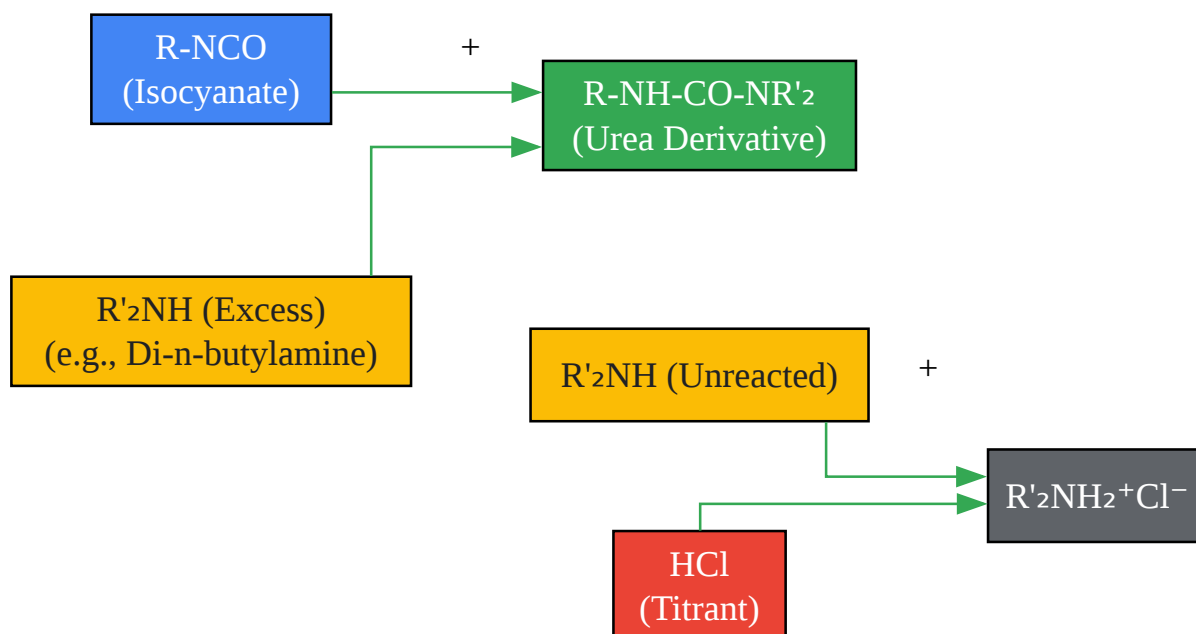 R-NCO
(Isocyanate)
+
R-NH-CO-NR'₂
(Urea Derivative)
R'₂NH (Excess)
(e.g., Di-n-butylamine)
R'₂NH (Unreacted)
+
R'₂NH₂⁺Cl⁻
HCl
(Titrant)